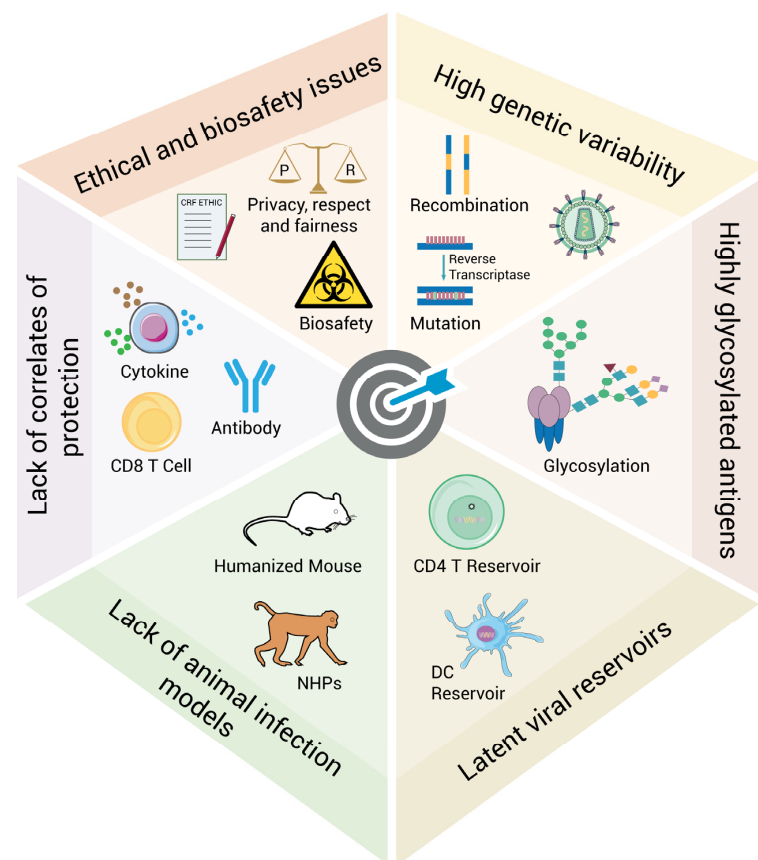 Ethical and biosafety issues
P
R
CRF ETHIC
Privacy, respect
and fairness
Biosafety
High genetic variability
Recombination
Reverse
Transcriptase
Mutation
Highly glycosylated antigens
Glycosylation
Lack of correlates of
protection
Cytokine
Antibody
CD8 T Cell
Humanized Mouse
NHPs
Lack of animal infection
models
CD4 T Reservoir
DC
Reservoir
Latent viral reservoirs